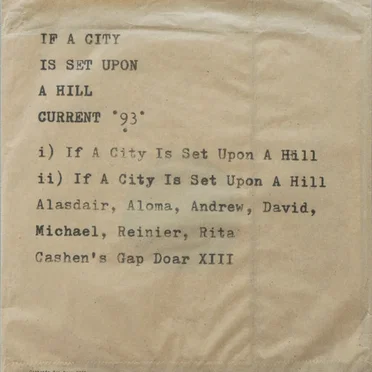 IF A CITY
IS SET UPON
A HILL
CURRENT "93"
i) If A City Is Set Upon A Hill
ii) If A City Is Set Upon A Hill
Alasdair, Aloma, Andrew, David,
Michael, Reinier, Rita
Cashen's Gap Doar XIII